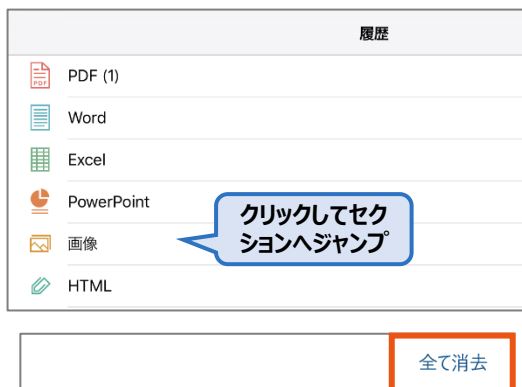 履歴
PDF (1)
Word
Excel
PowerPoint
クリックしてセク
ションへジャンプ
画像
HTML
全て消去